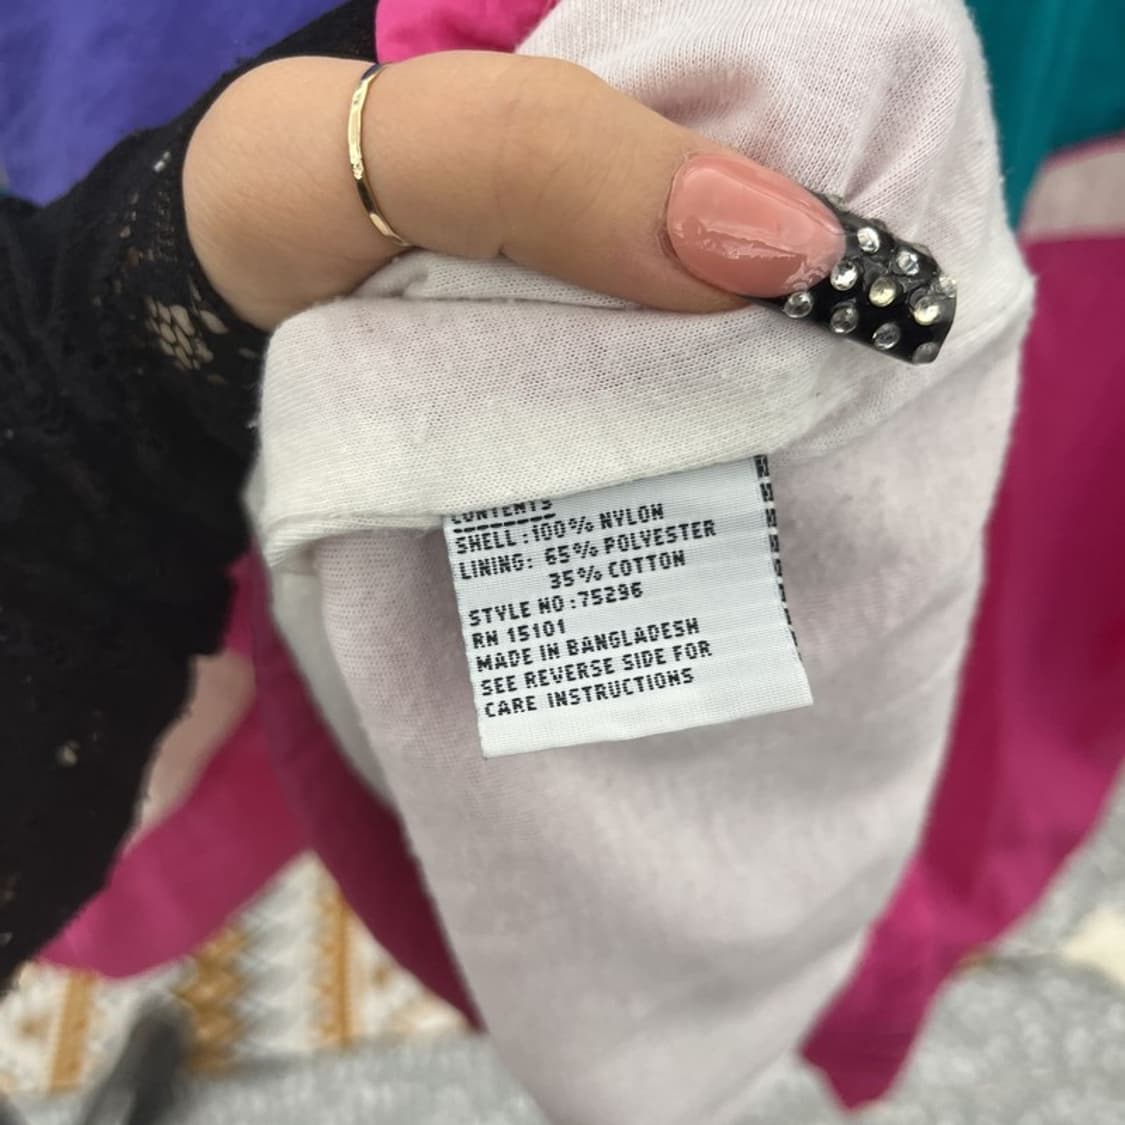 CONTENTS
SHELL:100% NYLON
LINING: 65% POLYESTER
35% COTTON
STYLE NO:75296
RN 15101
MADE IN BANGLADESH
SEE REVERSE SIDE FOR
CARE INSTRUCTIONS